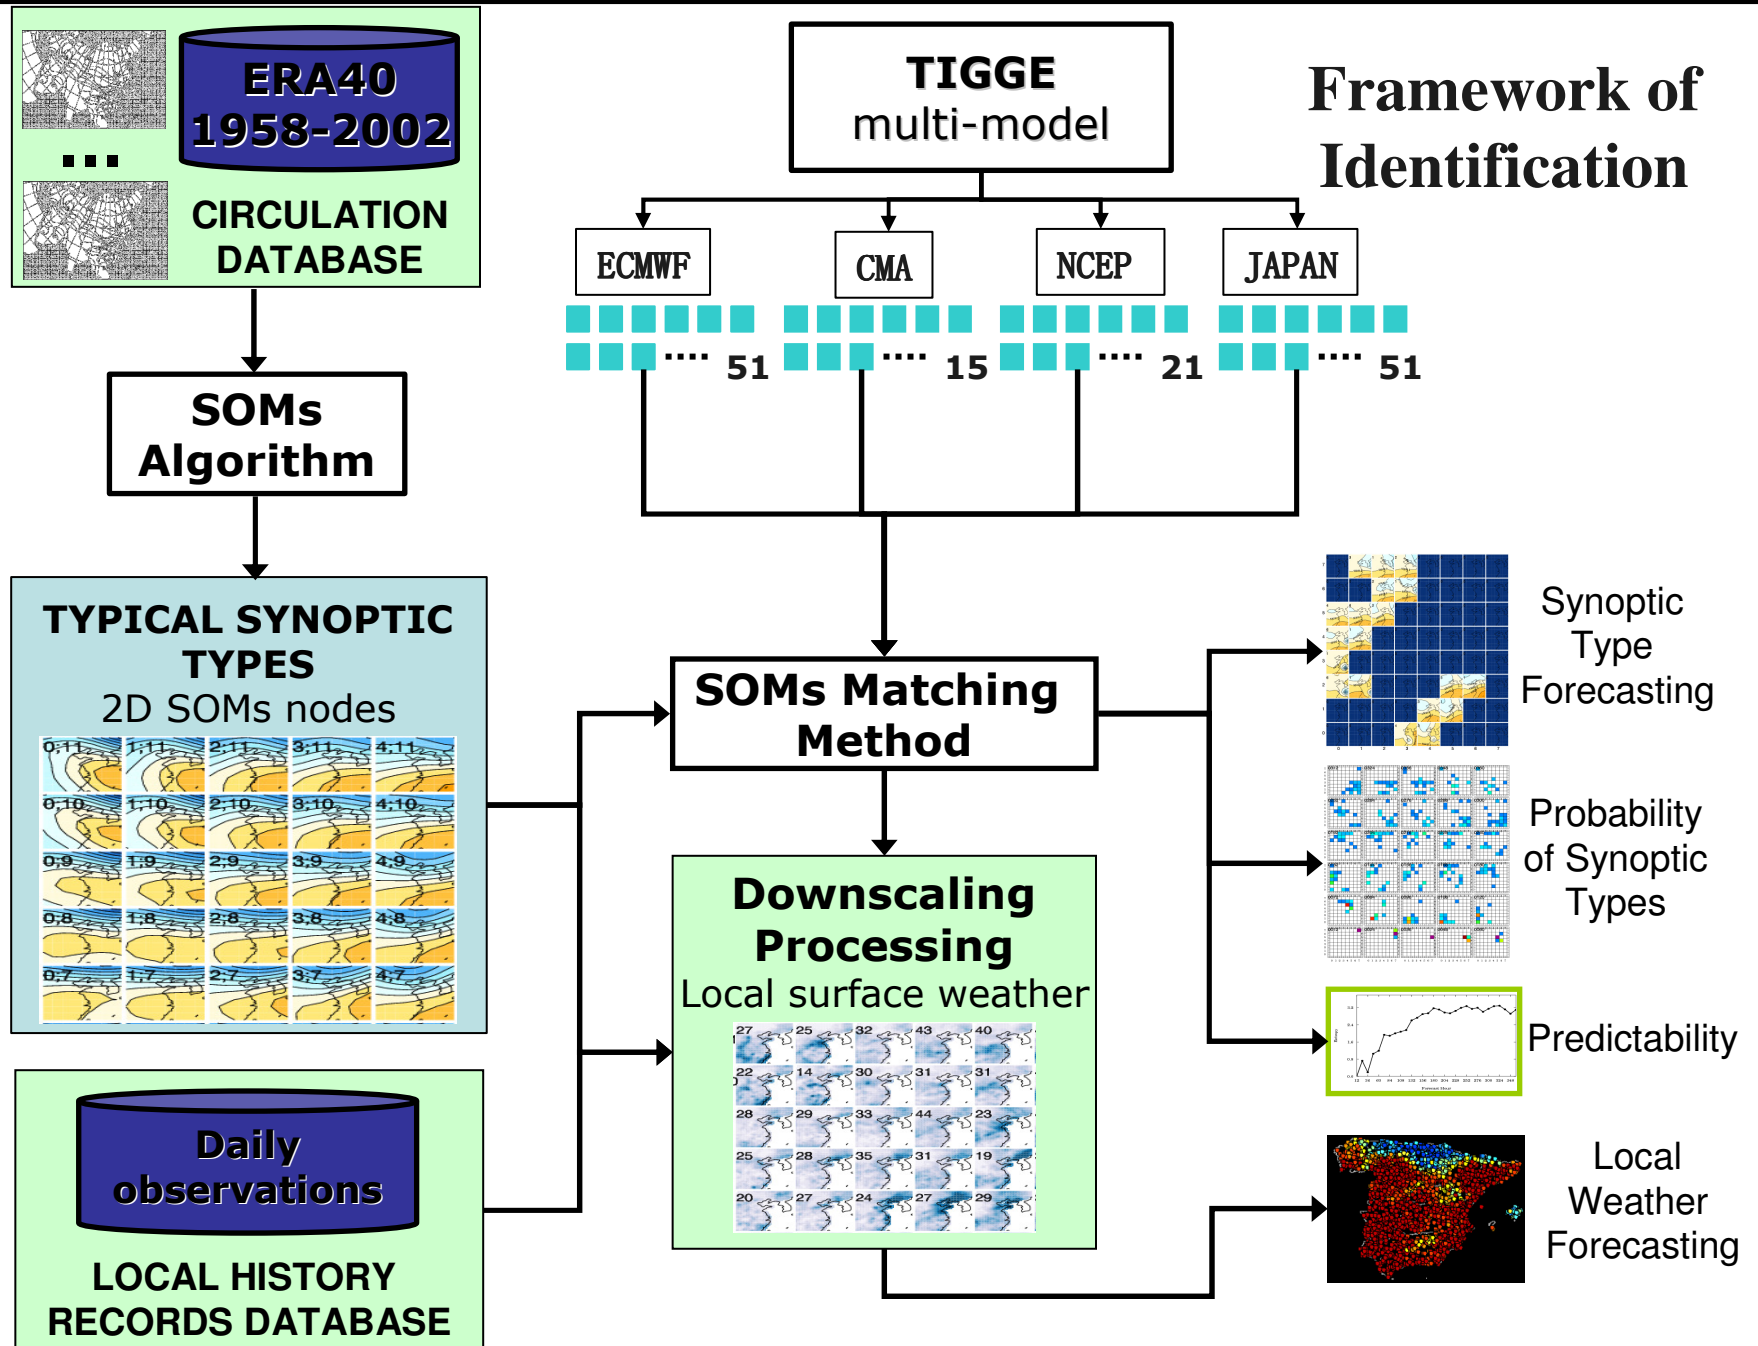 ERA40
1958-2002
CIRCULATION
DATABASE
SOMs
Algorithm
TYPICAL SYNOPTIC
TYPES
2D SOMs nodes
0;11 1;11 2;11 3;11 4;11
0;10 1;10 2;10 3;10 4;10
0;9 1;9 2;9 3;9 4;9
0;8 1;8 2;8 3;8 4;8
0;7 1;7 2;7 3;7 4;7
Daily
observations
LOCAL HISTORY
RECORDS DATABASE
TIGGE
multi-model
Framework of
Identification
ECMWF CMA NCEP JAPAN
.... 51 .... 15 .... 21 .... 51
SOMs Matching
Method
Downscaling
Processing
Local surface weather
27 25 32 43 40
22 14 30 31 31
28 29 33 44 23
25 28 35 31 19
20 27 24 27 29
Synoptic
Type
Forecasting
Probability
of Synoptic
Types
Predictability
Forecast Hour
Local
Weather
Forecasting